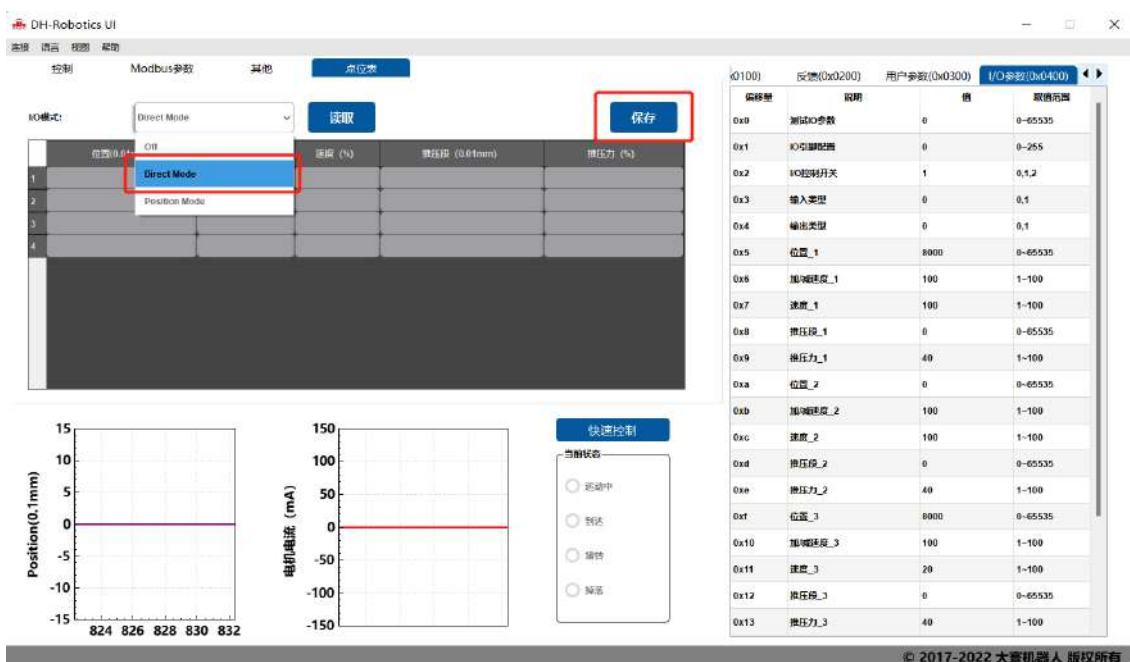 DH-Robotics UI
连接 语言 视图 帮助
控制 Modbus参数 其他 点位表
I/O模式: Direct Mode 读取 保存
Off
Direct Mode
Position Mode
速度 (%) 推压段 (0.01mm) 推压力 (%)
1
2
3
4
15
10
5
0
-5
-10
-15
Position(0.1mm)
824 826 828 830 832
150
100
50
0
-50
-100
-150
电机电流 (mA)
快速控制
当前状态
运动中
到达
堵转
掉落
0100) 反馈(0x0200) 用户参数(0x0300) I/O参数(0x0400)
偏移量 说明 值 取值范围
0x0 测试IO参数 0 0~65535
0x1 IO引脚配置 0 0~255
0x2 I/O控制开关 1 0,1,2
0x3 输入类型 0 0,1
0x4 输出类型 0 0,1
0x5 位置_1 8000 0~65535
0x6 加减速度_1 100 1~100
0x7 速度_1 100 1~100
0x8 推压段_1 0 0~65535
0x9 推压力_1 40 1~100
0xa 位置_2 0 0~65535
0xb 加减速度_2 100 1~100
0xc 速度_2 100 1~100
0xd 推压段_2 0 0~65535
0xe 推压力_2 40 1~100
0xf 位置_3 8000 0~65535
0x10 加减速度_3 100 1~100
0x11 速度_3 20 1~100
0x12 推压段_3 0 0~65535
0x13 推压力_3 40 1~100
© 2017-2022 大寰机器人 版权所有